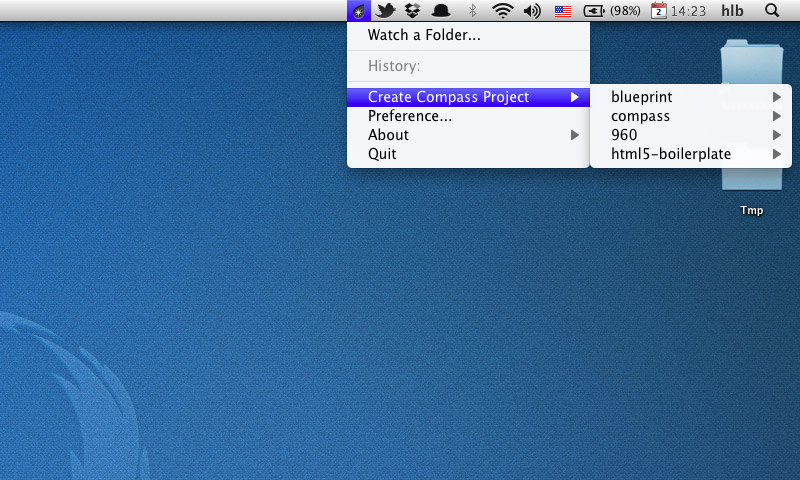 (98%) 2 14:23 hlb
Watch a Folder...
History:
Create Compass Project
Preference...
About
Quit
blueprint
compass
960
html5-boilerplate
Tmp